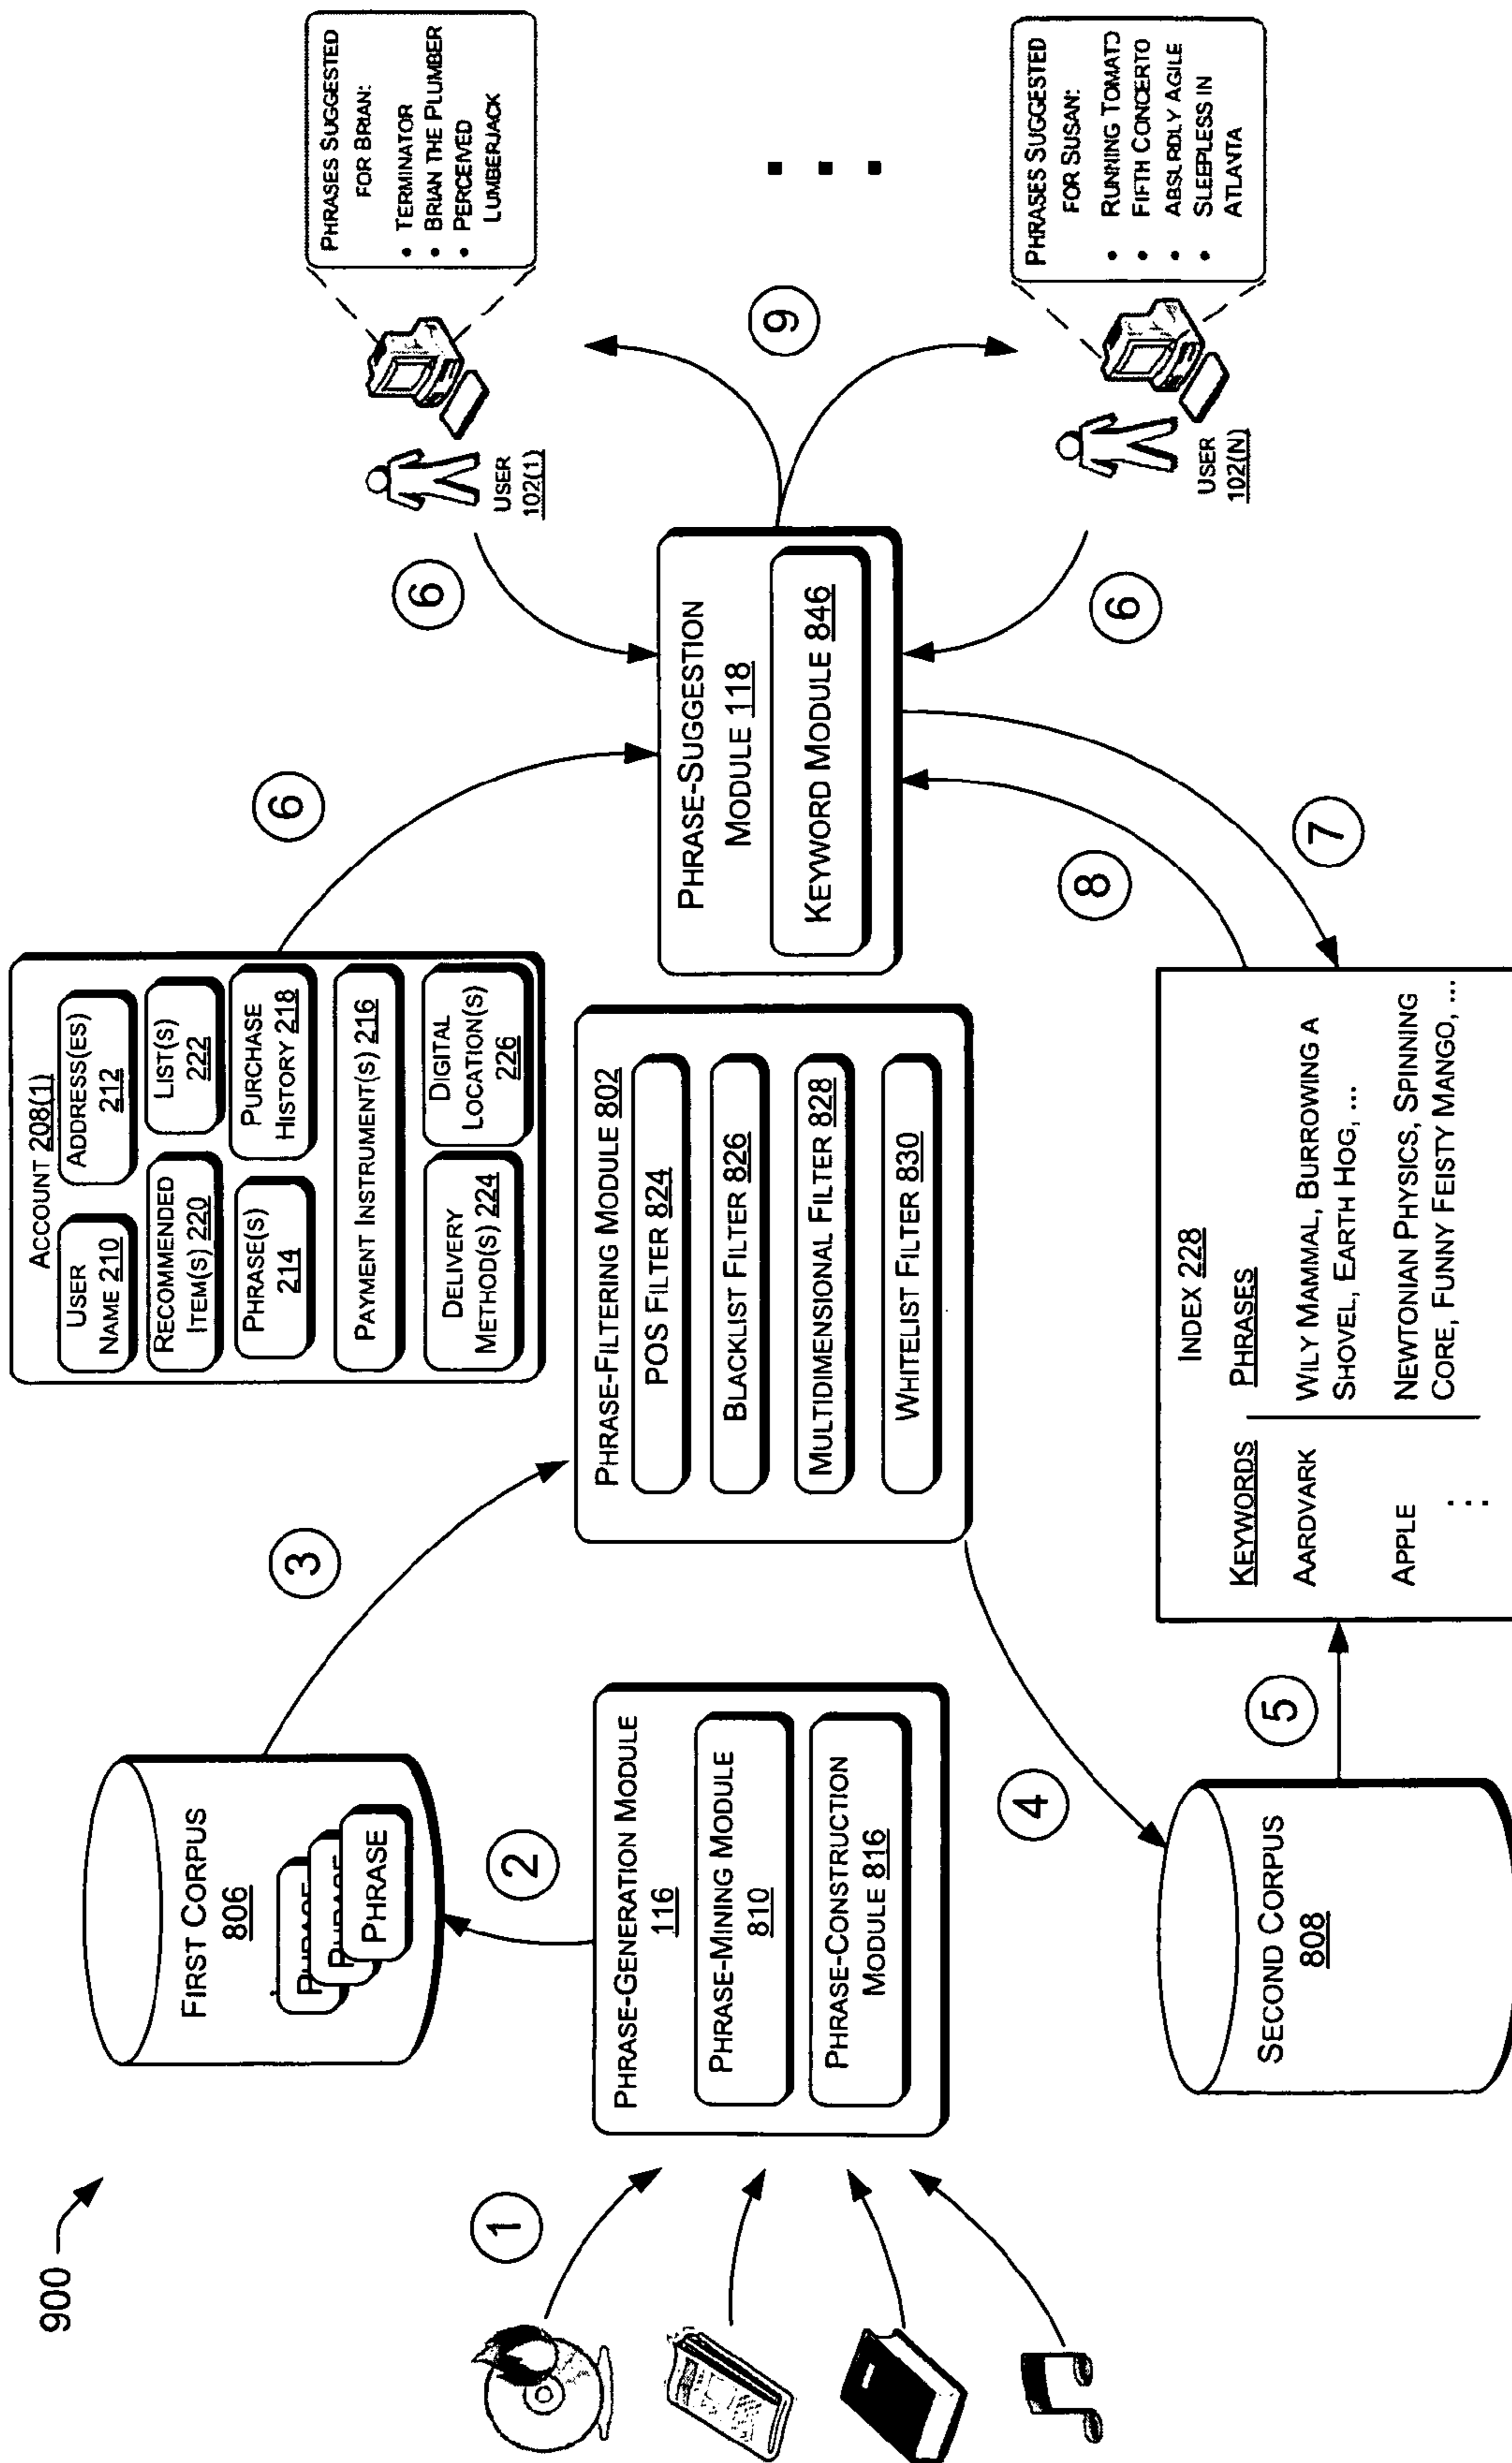 900
1
FIRST CORPUS
806
PHRASE
2
PHRASE-GENERATION MODULE
116
PHRASE-MINING MODULE
810
PHRASE-CONSTRUCTION
MODULE 816
3
4
SECOND CORPUS
808
5
ACCOUNT 208(1)
USER
NAME 210
ADDRESS(ES)
212
RECOMMENDED
ITEM(S) 220
LIST(S)
222
PHRASE(S)
214
PURCHASE
HISTORY 218
PAYMENT INSTRUMENT(S) 216
DELIVERY
METHOD(S) 224
DIGITAL
LOCATION(S)
226
PHRASE-FILTERING MODULE 802
POS FILTER 824
BLACKLIST FILTER 826
MULTIDIMENSIONAL FILTER 828
WHITELIST FILTER 830
INDEX 228
KEYWORDS PHRASES
AARDVARK WILY MAMMAL, BURROWING A
SHOVEL, EARTH HOG, ...
APPLE NEWTONIAN PHYSICS, SPINNING
CORE, FUNNY FEISTY MANGO, ...
6
PHRASE-SUGGESTION
MODULE 118
KEYWORD MODULE 846
8
7
6
6
USER
102(1)
9
USER
102(N)
PHRASES SUGGESTED
FOR BRIAN:
• TERMINATOR
• BRIAN THE PLUMBER
• PERCEIVED
LUMBERJACK
PHRASES SUGGESTED
FOR SUSAN:
• RUNNING TOMATO
• FIFTH CONCERTO
• ABSURDLY AGILE
• SLEEPLESS IN
ATLANTA